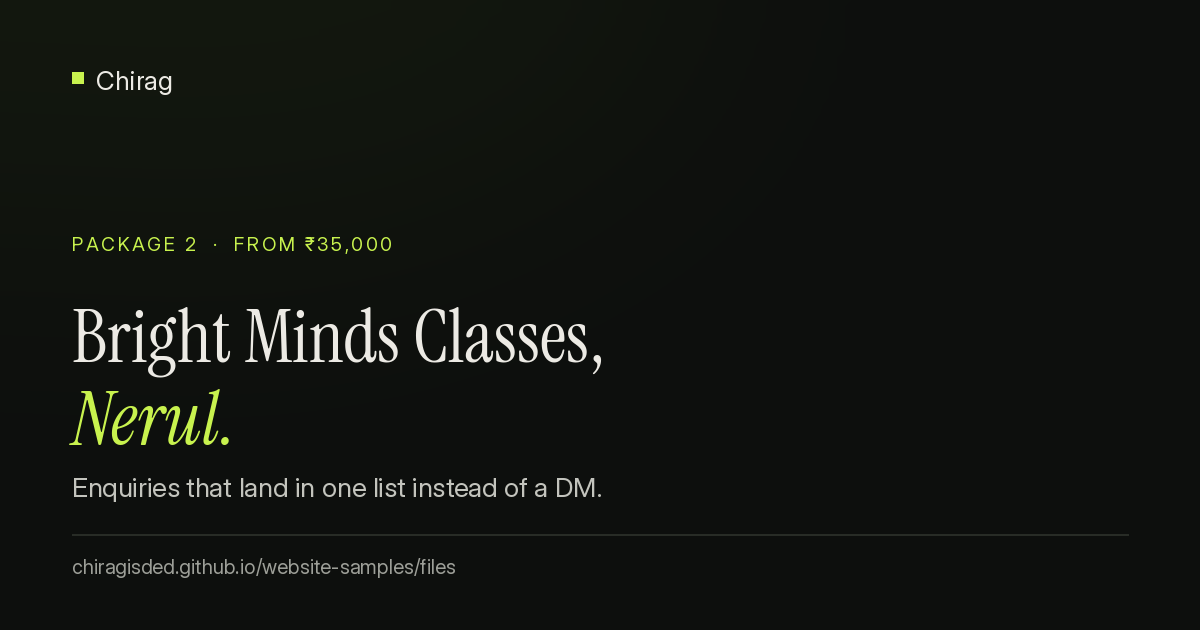 Chirag
PACKAGE 2 · FROM ₹35,000
Bright Minds Classes,
Nerul.
Enquiries that land in one list instead of a DM.
chiragisded.github.io/website-samples/files